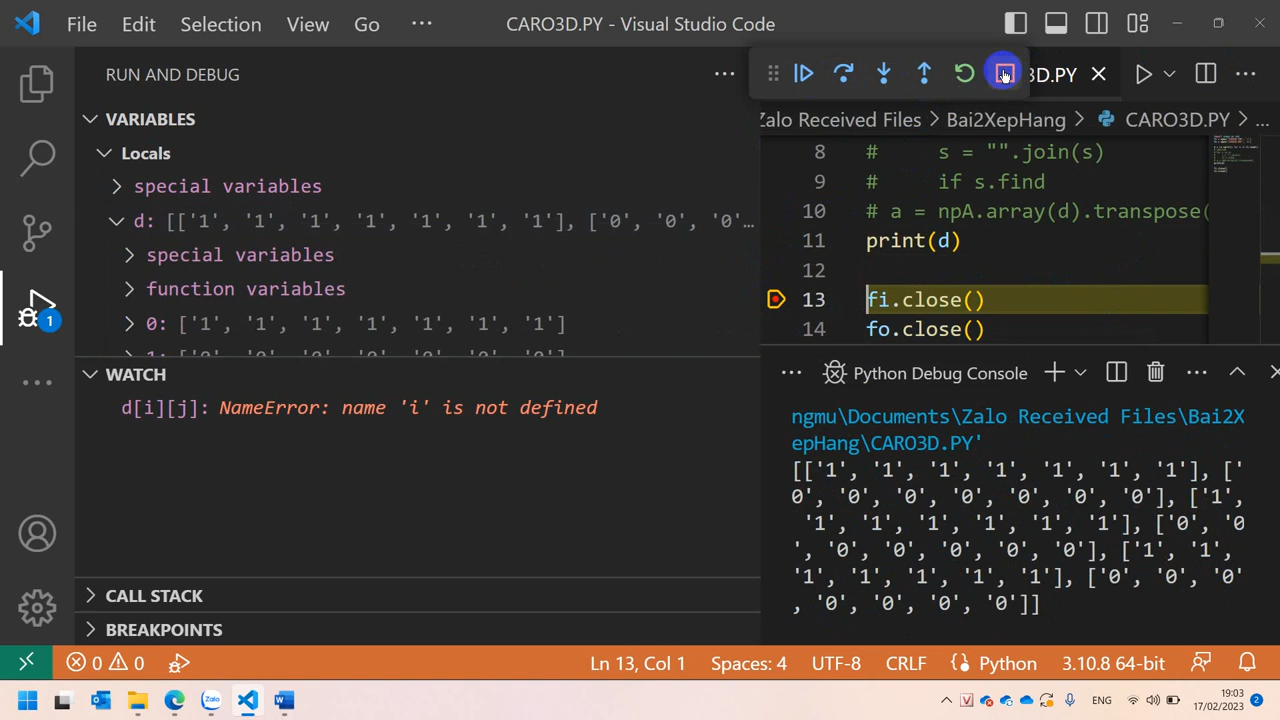 File Edit Selection View Go ··· CARO3D.PY - Visual Studio Code
RUN AND DEBUG ···
VARIABLES
Locals
special variables
d: [['1', '1', '1', '1', '1', '1', '1'], ['0', '0', '0'...
special variables
function variables
0: ['1', '1', '1', '1', '1', '1', '1']
WATCH
d[i][j]: NameError: name 'i' is not defined
CALL STACK
BREAKPOINTS
1
3D.PY
Zalo Received Files > Bai2XepHang > CARO3D.PY > ...
8 # s = "".join(s)
9 # if s.find
10 # a = npA.array(d).transpose(
11 print(d)
12
13 fi.close()
14 fo.close()
Python Debug Console
ngmu\Documents\Zalo Received Files\Bai2X
epHang\CARO3D.PY'
[['1', '1', '1', '1', '1', '1', '1'], ['
0', '0', '0', '0', '0', '0', '0'], ['1',
'1', '1', '1', '1', '1', '1'], ['0', '0
', '0', '0', '0', '0', '0'], ['1', '1',
'1', '1', '1', '1', '1'], ['0', '0', '0'
, '0', '0', '0', '0']]
0 0 Ln 13, Col 1 Spaces: 4 UTF-8 CRLF Python 3.10.8 64-bit
Zalo ENG 19:03
17/02/2023 2